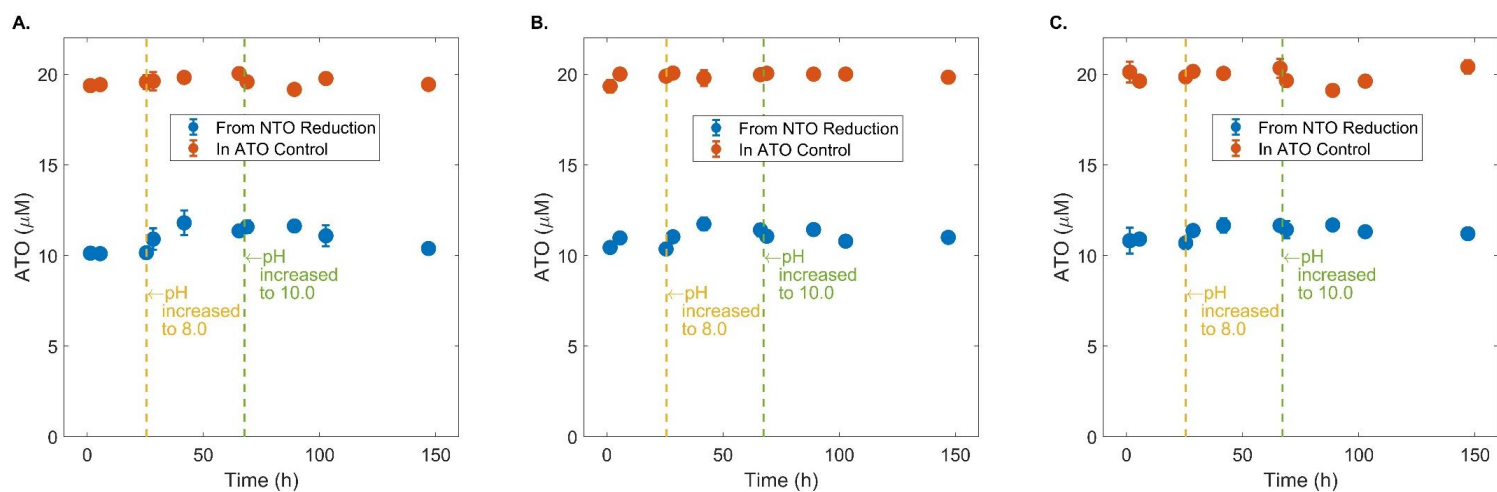 A.
20
15
10
5
0
ATO (μM)
0
50
100
150
Time (h)
From NTO Reduction
In ATO Control
←pH
increased
to 8.0
←pH
increased
to 10.0
B.
20
15
10
5
0
ATO (μM)
0
50
100
150
Time (h)
From NTO Reduction
In ATO Control
←pH
increased
to 8.0
←pH
increased
to 10.0
C.
20
15
10
5
0
ATO (μM)
0
50
100
150
Time (h)
From NTO Reduction
In ATO Control
←pH
increased
to 8.0
←pH
increased
to 10.0